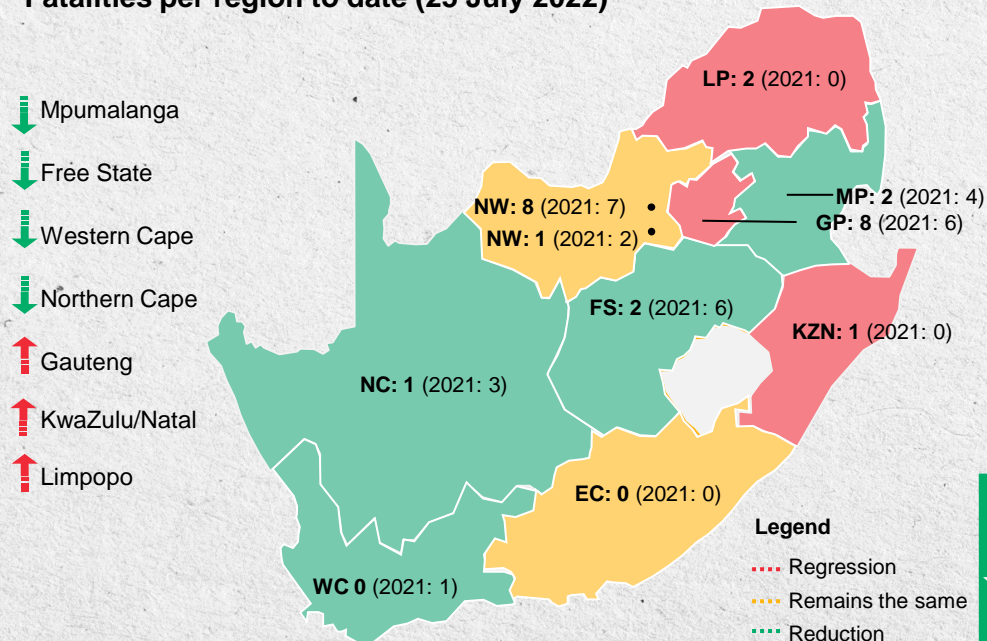 Fatalities per region to date (25 July 2022)
Mpumalanga
Free State
Western Cape
Northern Cape
Gauteng
KwaZulu/Natal
Limpopo
LP: 2 (2021: 0)
NW: 8 (2021: 7)
NW: 1 (2021: 2)
MP: 2 (2021: 4)
GP: 8 (2021: 6)
FS: 2 (2021: 6)
KZN: 1 (2021: 0)
NC: 1 (2021: 3)
EC: 0 (2021: 0)
WC 0 (2021: 1)
Legend
Regression
Remains the same
Reduction